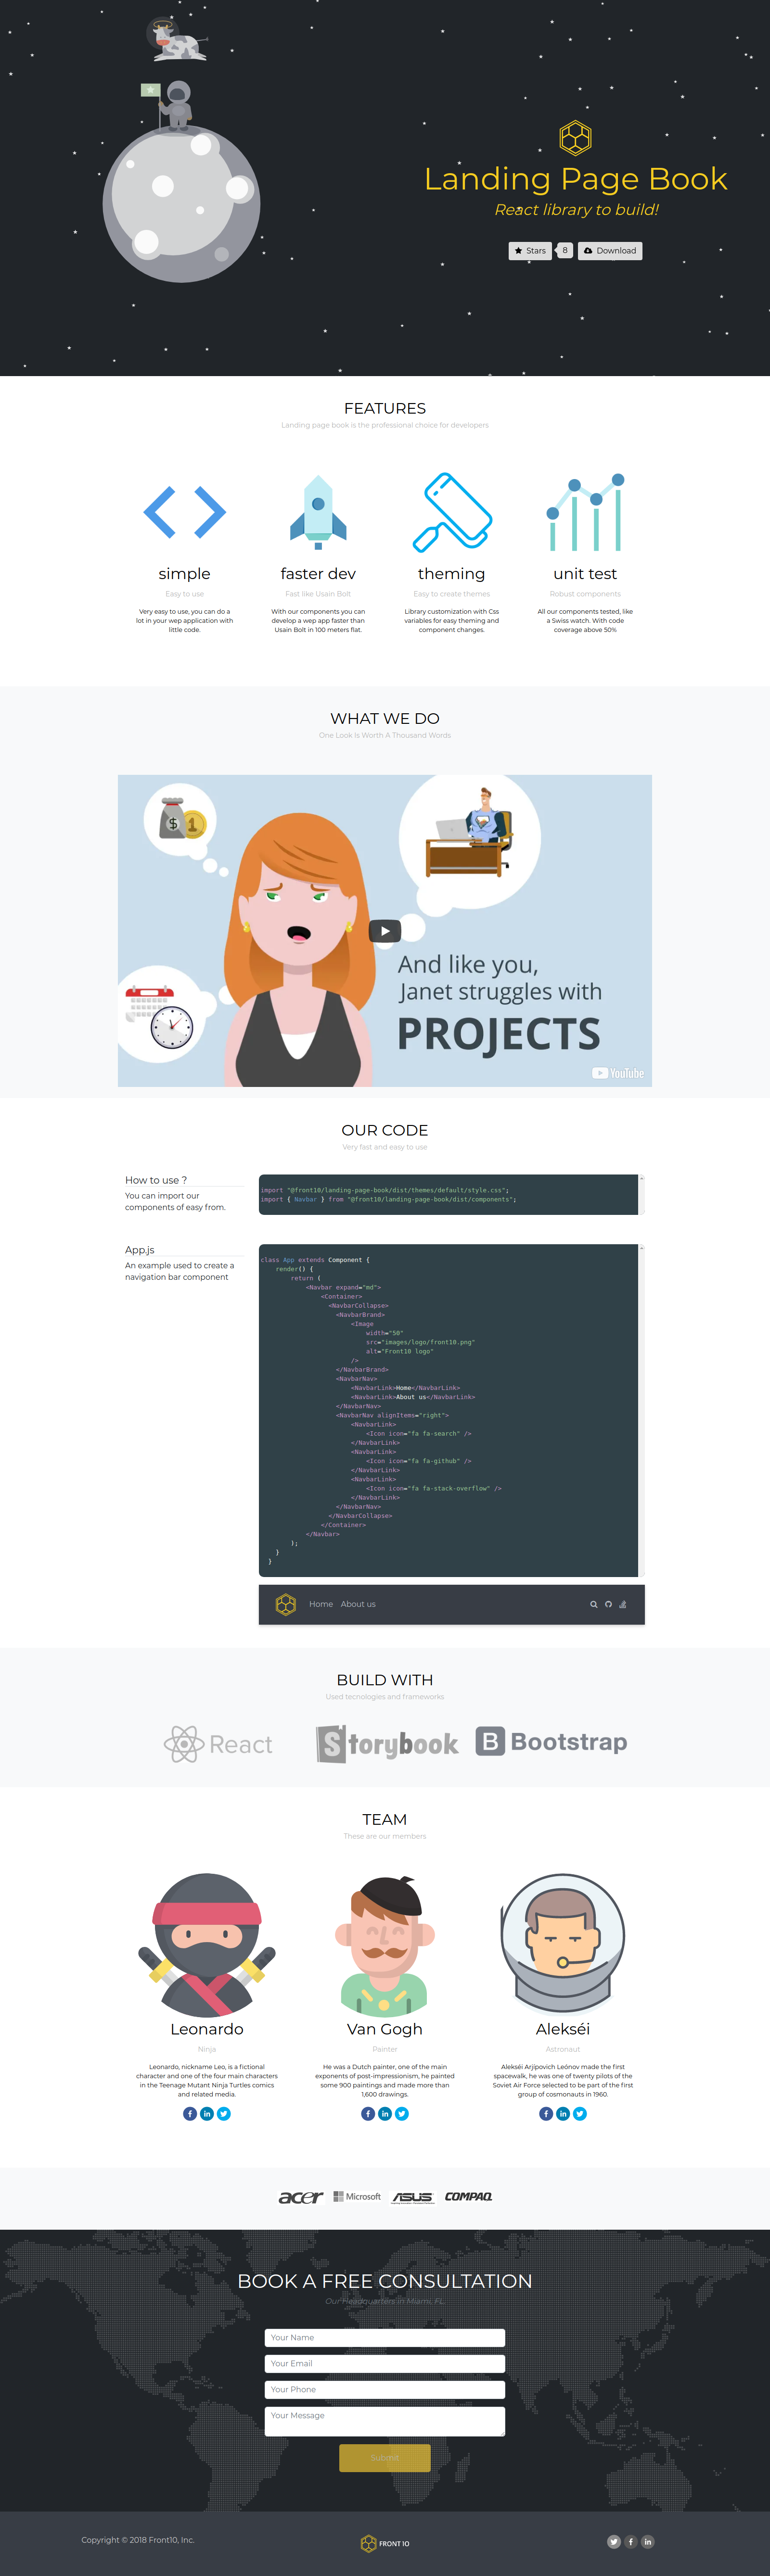 Landing Page Book
React library to build!
Stars 8 Download
FEATURES
Landing page book is the professional choice for developers
simple
Easy to use
Very easy to use, you can do a
lot in your wep application with
little code.
faster dev
Fast like Usain Bolt
With our components you can
develop a wep app faster than
Usain Bolt in 100 meters flat.
theming
Easy to create themes
Library customization with Css
variables for easy theming and
component changes.
unit test
Robust components
All our components tested, like
a Swiss watch. With code
coverage above 50%
WHAT WE DO
One Look Is Worth A Thousand Words
$ 1
And like you,
Janet struggles with
PROJECTS
YouTube
OUR CODE
Very fast and easy to use
How to use ?
You can import our
components of easy from.
import "@front10/landing-page-book/dist/themes/default/style.css";
import { Navbar } from "@front10/landing-page-book/dist/components";
App.js
An example used to create a
navigation bar component
class App extends Component {
render() {
return (
<Navbar expand="md">
<Container>
<NavbarCollapse>
<NavbarBrand>
<Image
width="50"
src="images/logo/front10.png"
alt="Front10 logo"
/>
</NavbarBrand>
<NavbarNav>
<NavbarLink>Home</NavbarLink>
<NavbarLink>About us</NavbarLink>
</NavbarNav>
<NavbarNav alignItems="right">
<NavbarLink>
<Icon icon="fa fa-search" />
</NavbarLink>
<NavbarLink>
<Icon icon="fa fa-github" />
</NavbarLink>
<NavbarLink>
<Icon icon="fa fa-stack-overflow" />
</NavbarLink>
</NavbarNav>
</NavbarCollapse>
</Container>
</Navbar>
);
}
}
Home About us
BUILD WITH
Used tecnologies and frameworks
React Storybook B Bootstrap
TEAM
These are our members
Leonardo
Ninja
Leonardo, nickname Leo, is a fictional
character and one of the four main characters
in the Teenage Mutant Ninja Turtles comics
and related media.
Van Gogh
Painter
He was a Dutch painter, one of the main
exponents of post-impressionism, he painted
some 900 paintings and made more than
1,600 drawings.
Alekséi
Astronaut
Alekséi Arjípovich Leónov made the first
spacewalk, he was one of twenty pilots of the
Soviet Air Force selected to be part of the first
group of cosmonauts in 1960.
acer Microsoft ASUS COMPAQ
BOOK A FREE CONSULTATION
Our Headquarters in Miami, FL.
Your Name
Your Email
Your Phone
Your Message
Submit
Copyright © 2018 Front10, Inc.
FRONT 10